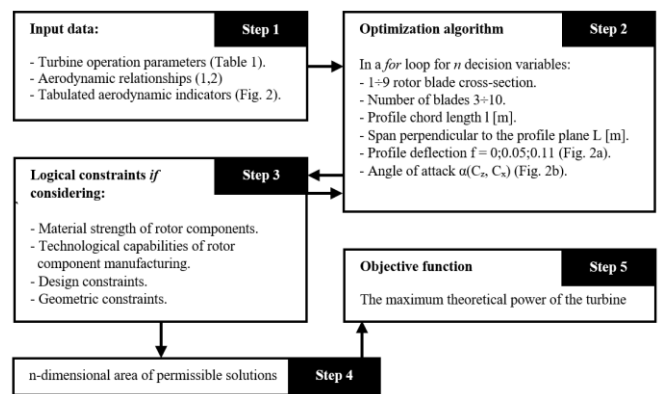 Input data:
Step 1
- Turbine operation parameters (Table 1).
- Aerodynamic relationships (1,2)
- Tabulated aerodynamic indicators (Fig. 2).
Optimization algorithm
Step 2
In a for loop for n decision variables:
- 1÷9 rotor blade cross-section.
- Number of blades 3÷10.
- Profile chord length l [m].
- Span perpendicular to the profile plane L [m].
- Profile deflection f = 0;0.05;0.11 (Fig. 2a).
- Angle of attack α(Cz, Cx) (Fig. 2b).
Logical constraints if
considering:
Step 3
- Material strength of rotor components.
- Technological capabilities of rotor
component manufacturing.
- Design constraints.
- Geometric constraints.
n-dimensional area of permissible solutions
Step 4
Objective function
Step 5
The maximum theoretical power of the turbine